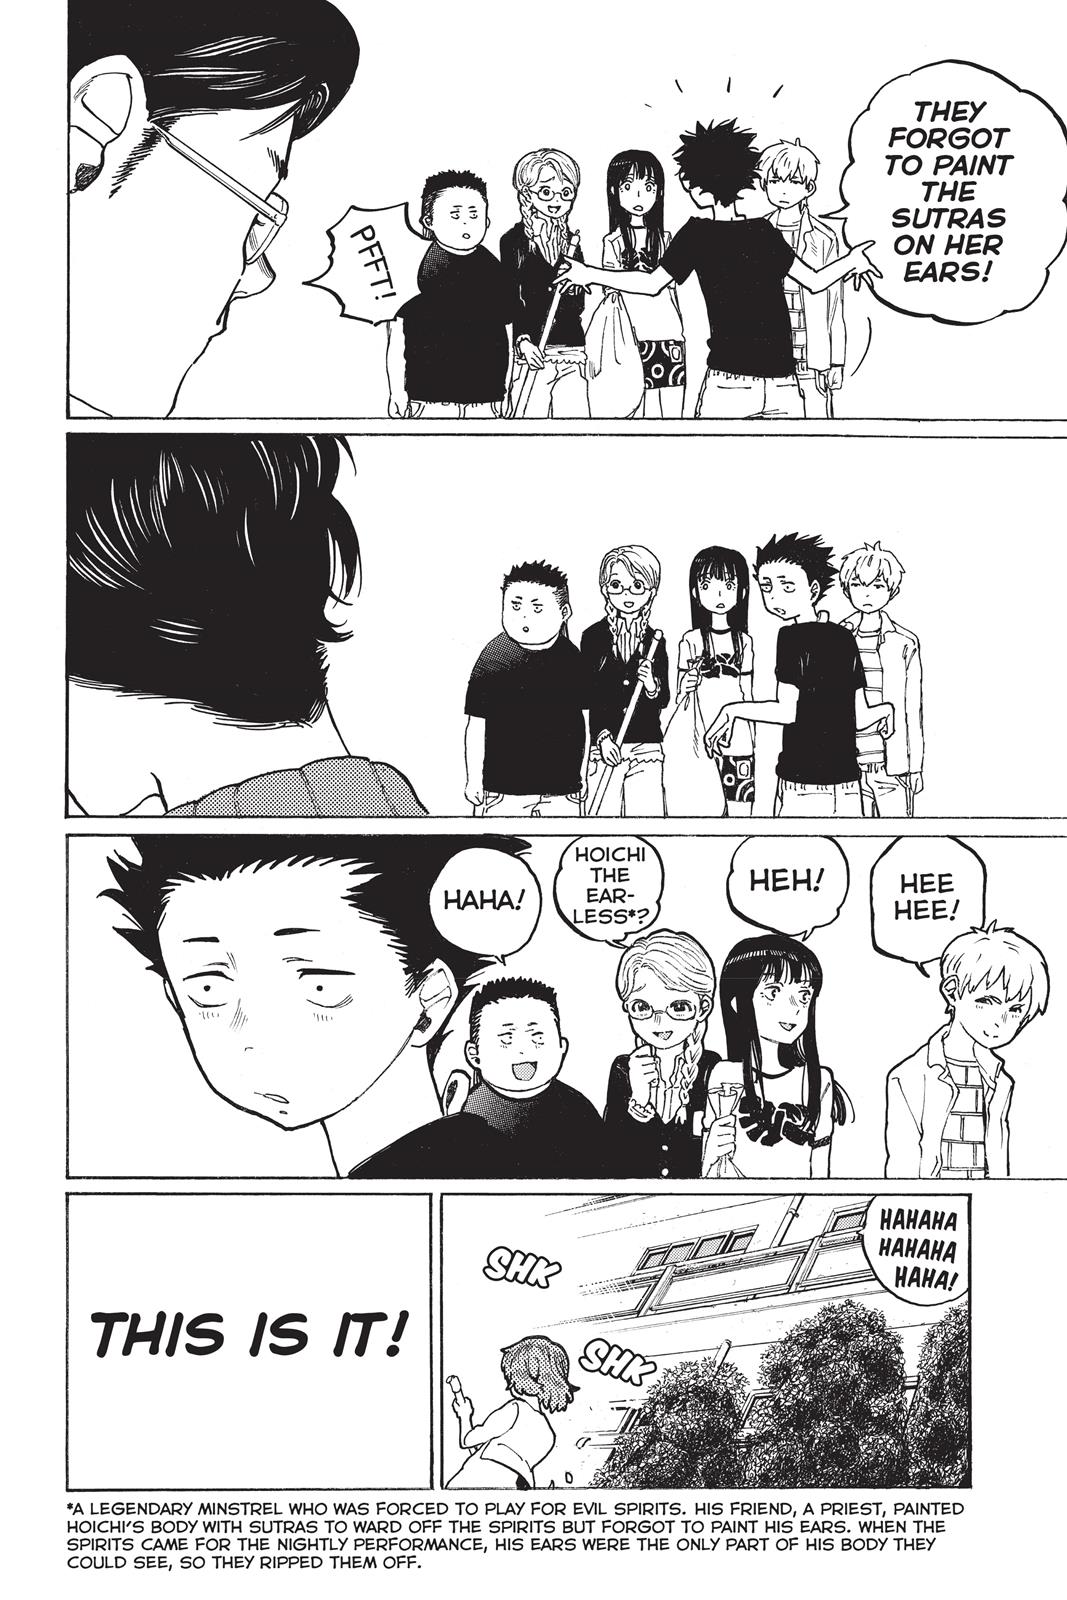 THEY
FORGOT
TO PAINT
THE
SUTRAS
ON HER
EARS!
PFFT!
HAHA!
HOICHI
THE
EAR-
LESS*?
HEH!
HEE
HEE!
THIS IS IT!
SHK
SHK
HAHAHA
HAHAHA
HAHA!
*A LEGENDARY MINSTREL WHO WAS FORCED TO PLAY FOR EVIL SPIRITS. HIS FRIEND, A PRIEST, PAINTED
HOICHI'S BODY WITH SUTRAS TO WARD OFF THE SPIRITS BUT FORGOT TO PAINT HIS EARS. WHEN THE
SPIRITS CAME FOR THE NIGHTLY PERFORMANCE, HIS EARS WERE THE ONLY PART OF HIS BODY THEY
COULD SEE, SO THEY RIPPED THEM OFF.